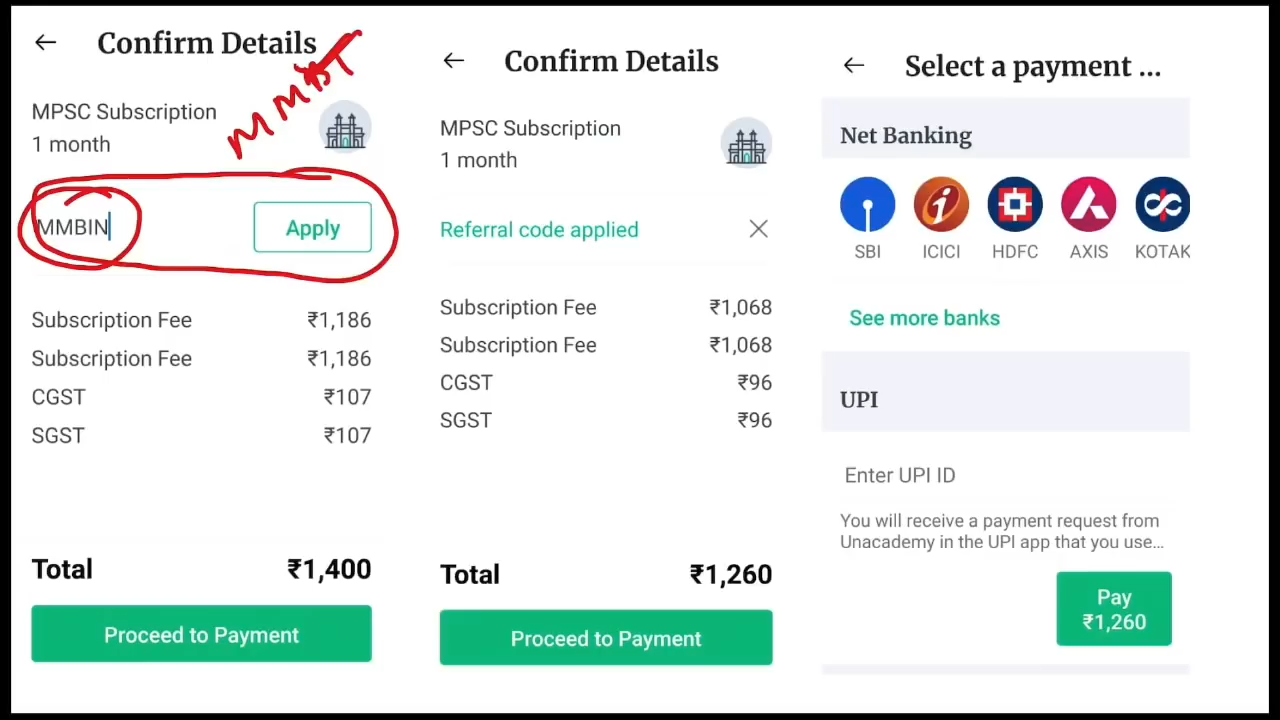 Confirm Details
MPSC Subscription
1 month
MMBIN
Apply
Subscription Fee ₹1,186
Subscription Fee ₹1,186
CGST ₹107
SGST ₹107
Total ₹1,400
Proceed to Payment
Confirm Details
MPSC Subscription
1 month
Referral code applied
Subscription Fee ₹1,068
Subscription Fee ₹1,068
CGST ₹96
SGST ₹96
Total ₹1,260
Proceed to Payment
Select a payment ...
Net Banking
SBI ICICI HDFC AXIS KOTAK
See more banks
UPI
Enter UPI ID
You will receive a payment request from
Unacademy in the UPI app that you use...
Pay
₹1,260